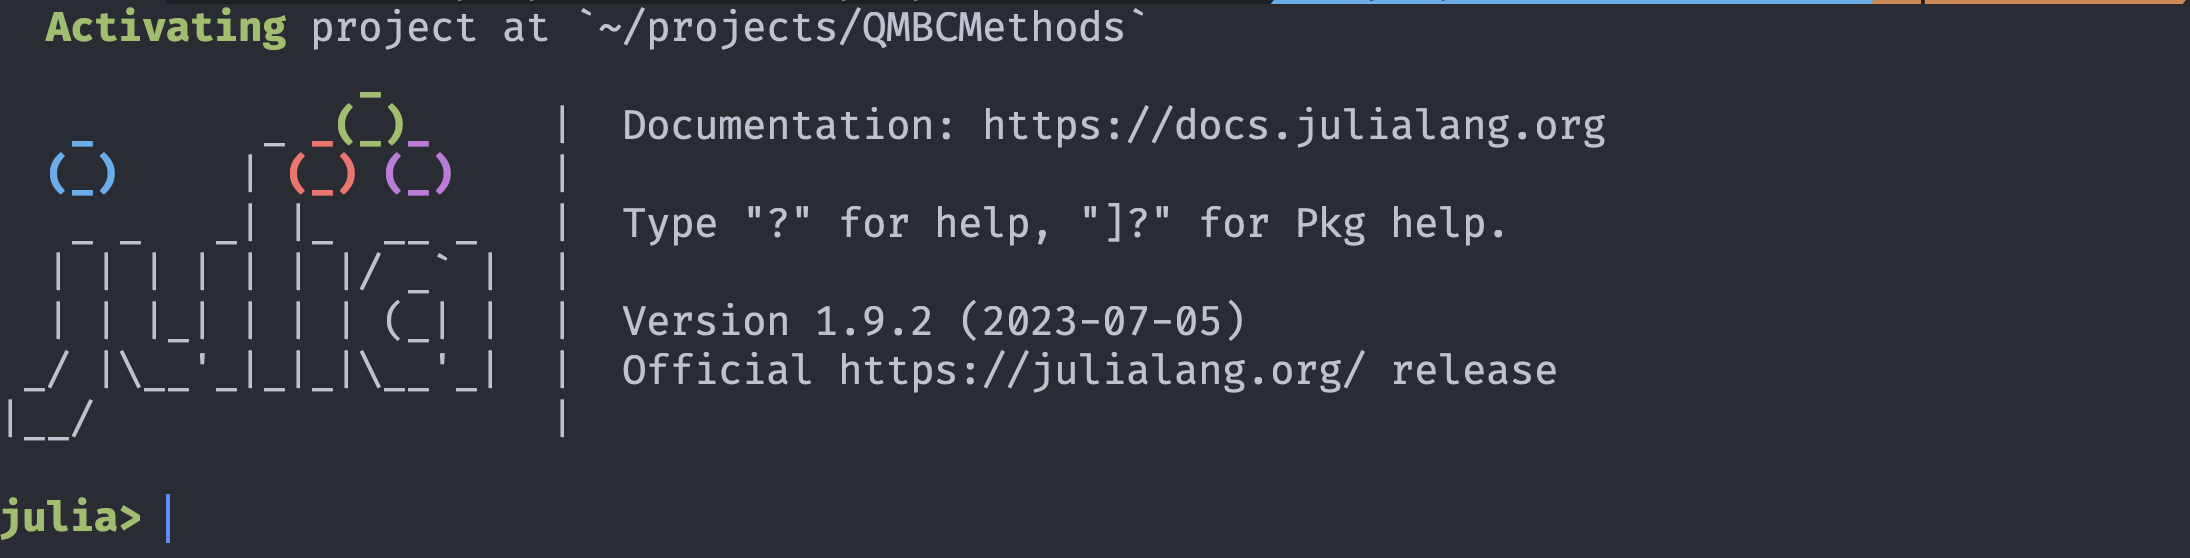 Activating project at `~/projects/QMBCMethods`
               _
   _       _ _(_)_     |  Documentation: https://docs.julialang.org
  (_)     | (_) (_)    |
   _ _   _| |_  __ _   |  Type "?" for help, "]?" for Pkg help.
  | | | | | | |/ _` |  |
  | | |_| | | | (_| |  |  Version 1.9.2 (2023-07-05)
 _/ |\__'_|_|_|\__'_|  |  Official https://julialang.org/ release
|__/                   |
julia>